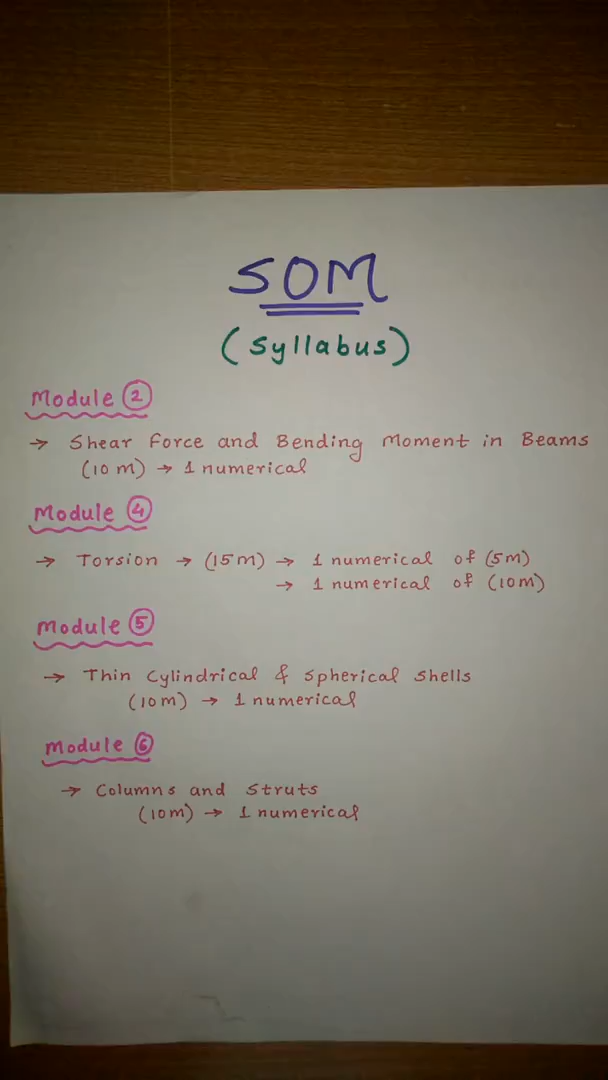 SOM
(Syllabus)
Module 2
→ Shear Force and Bending Moment in Beams
(10 m) → 1 numerical
Module 4
→ Torsion → (15m) → 1 numerical of (5m)
→ 1 numerical of (10m)
Module 5
→ Thin Cylindrical & Spherical Shells
(10m) → 1 numerical
Module 6
→ Columns and Struts
(10m) → 1 numerical